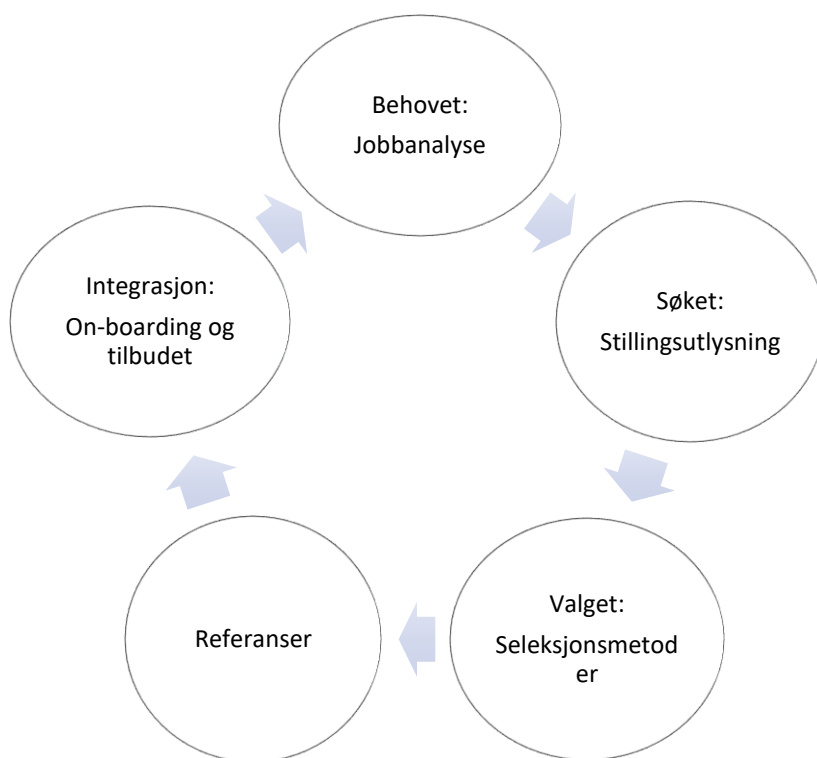 Behovet:
Jobbanalyse
Søket:
Stillingsutlysning
Valget:
Seleksjonsmetod
er
Referanser
Integrasjon:
On-boarding og
tilbudet